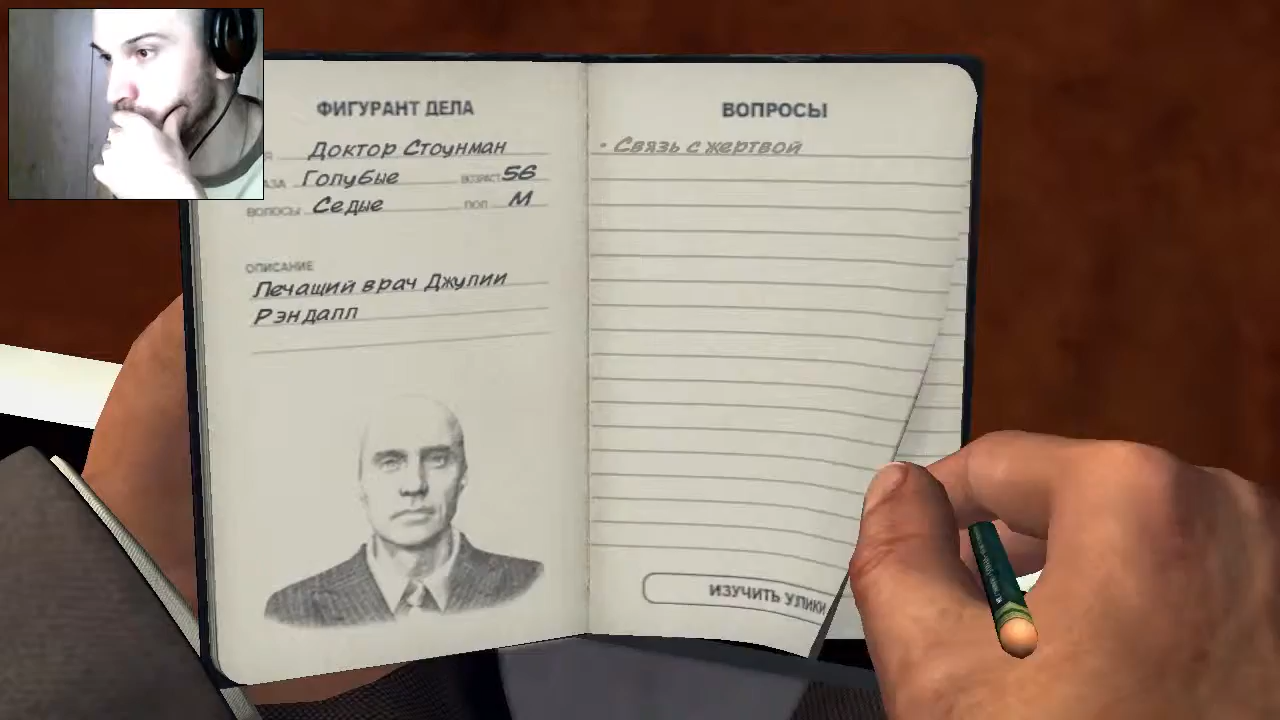 ФИГУРАНТ ДЕЛА
Доктор Стоунман
Голубые ВОЗРАСТ 56
ВОЛОСЫ Седые ПОЛ М
ОПИСАНИЕ
Лечащий врач Джулии
Рэндалл
ВОПРОСЫ
• Связь с жертвой
ИЗУЧИТЬ УЛИКИ